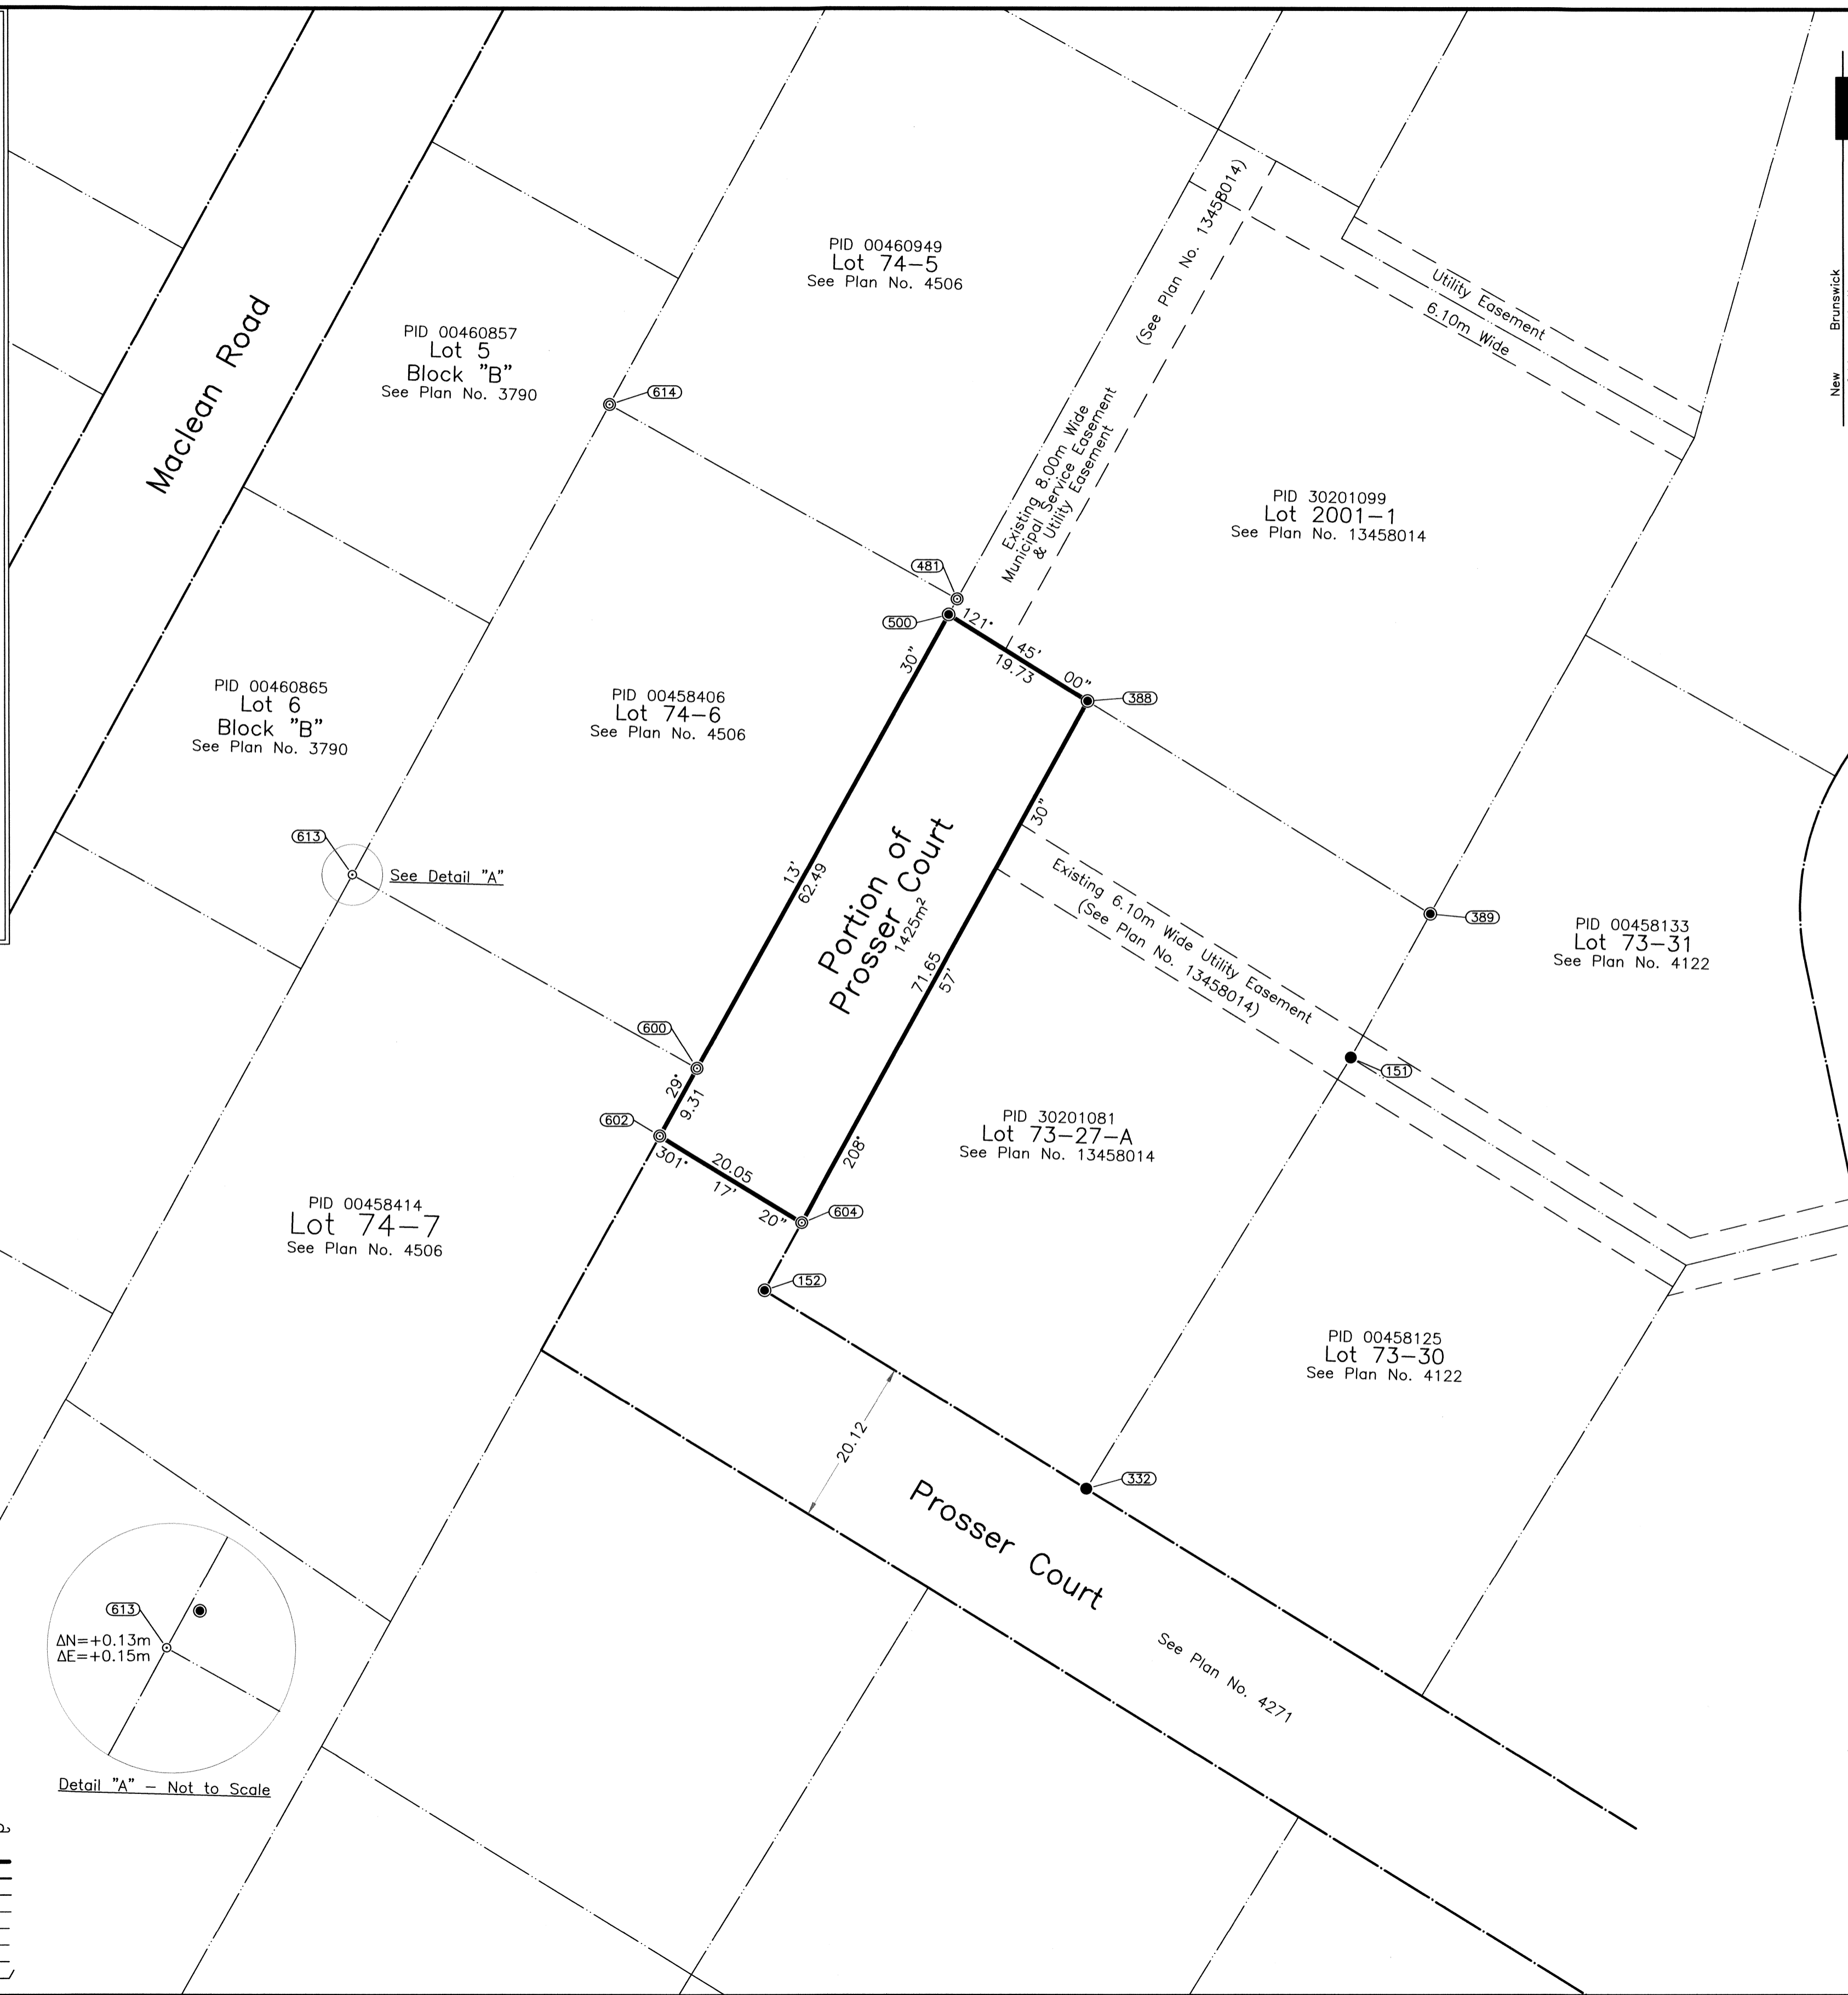 PID 00460949
Lot 74-5
See Plan No. 4506
PID 00460857
Lot 5
Block "B"
See Plan No. 3790
Maclean Road
614
(See Plan No. 13458014)
Existing 8.00m Wide
Municipal Service Easement
& Utility Easement
Utility Easement
6.10m Wide
New Brunswick
PID 30201099
Lot 2001-1
See Plan No. 13458014
481
500
121° 45' 00"
19.73
388
PID 00460865
Lot 6
Block "B"
See Plan No. 3790
PID 00458406
Lot 74-6
See Plan No. 4506
613
See Detail "A"
29° 13' 30"
62.49
9.31
Portion of
Prosser Court
1425m²
71.65
208° 57' 30"
Existing 6.10m Wide Utility Easement
(See Plan No. 13458014)
389
PID 00458133
Lot 73-31
See Plan No. 4122
151
600
602
20.05
301° 17' 20"
604
152
PID 30201081
Lot 73-27-A
See Plan No. 13458014
PID 00458414
Lot 74-7
See Plan No. 4506
PID 00458125
Lot 73-30
See Plan No. 4122
20.12
332
Prosser Court
See Plan No. 4271
613
ΔN=+0.13m
ΔE=+0.15m
Detail "A" - Not to Scale